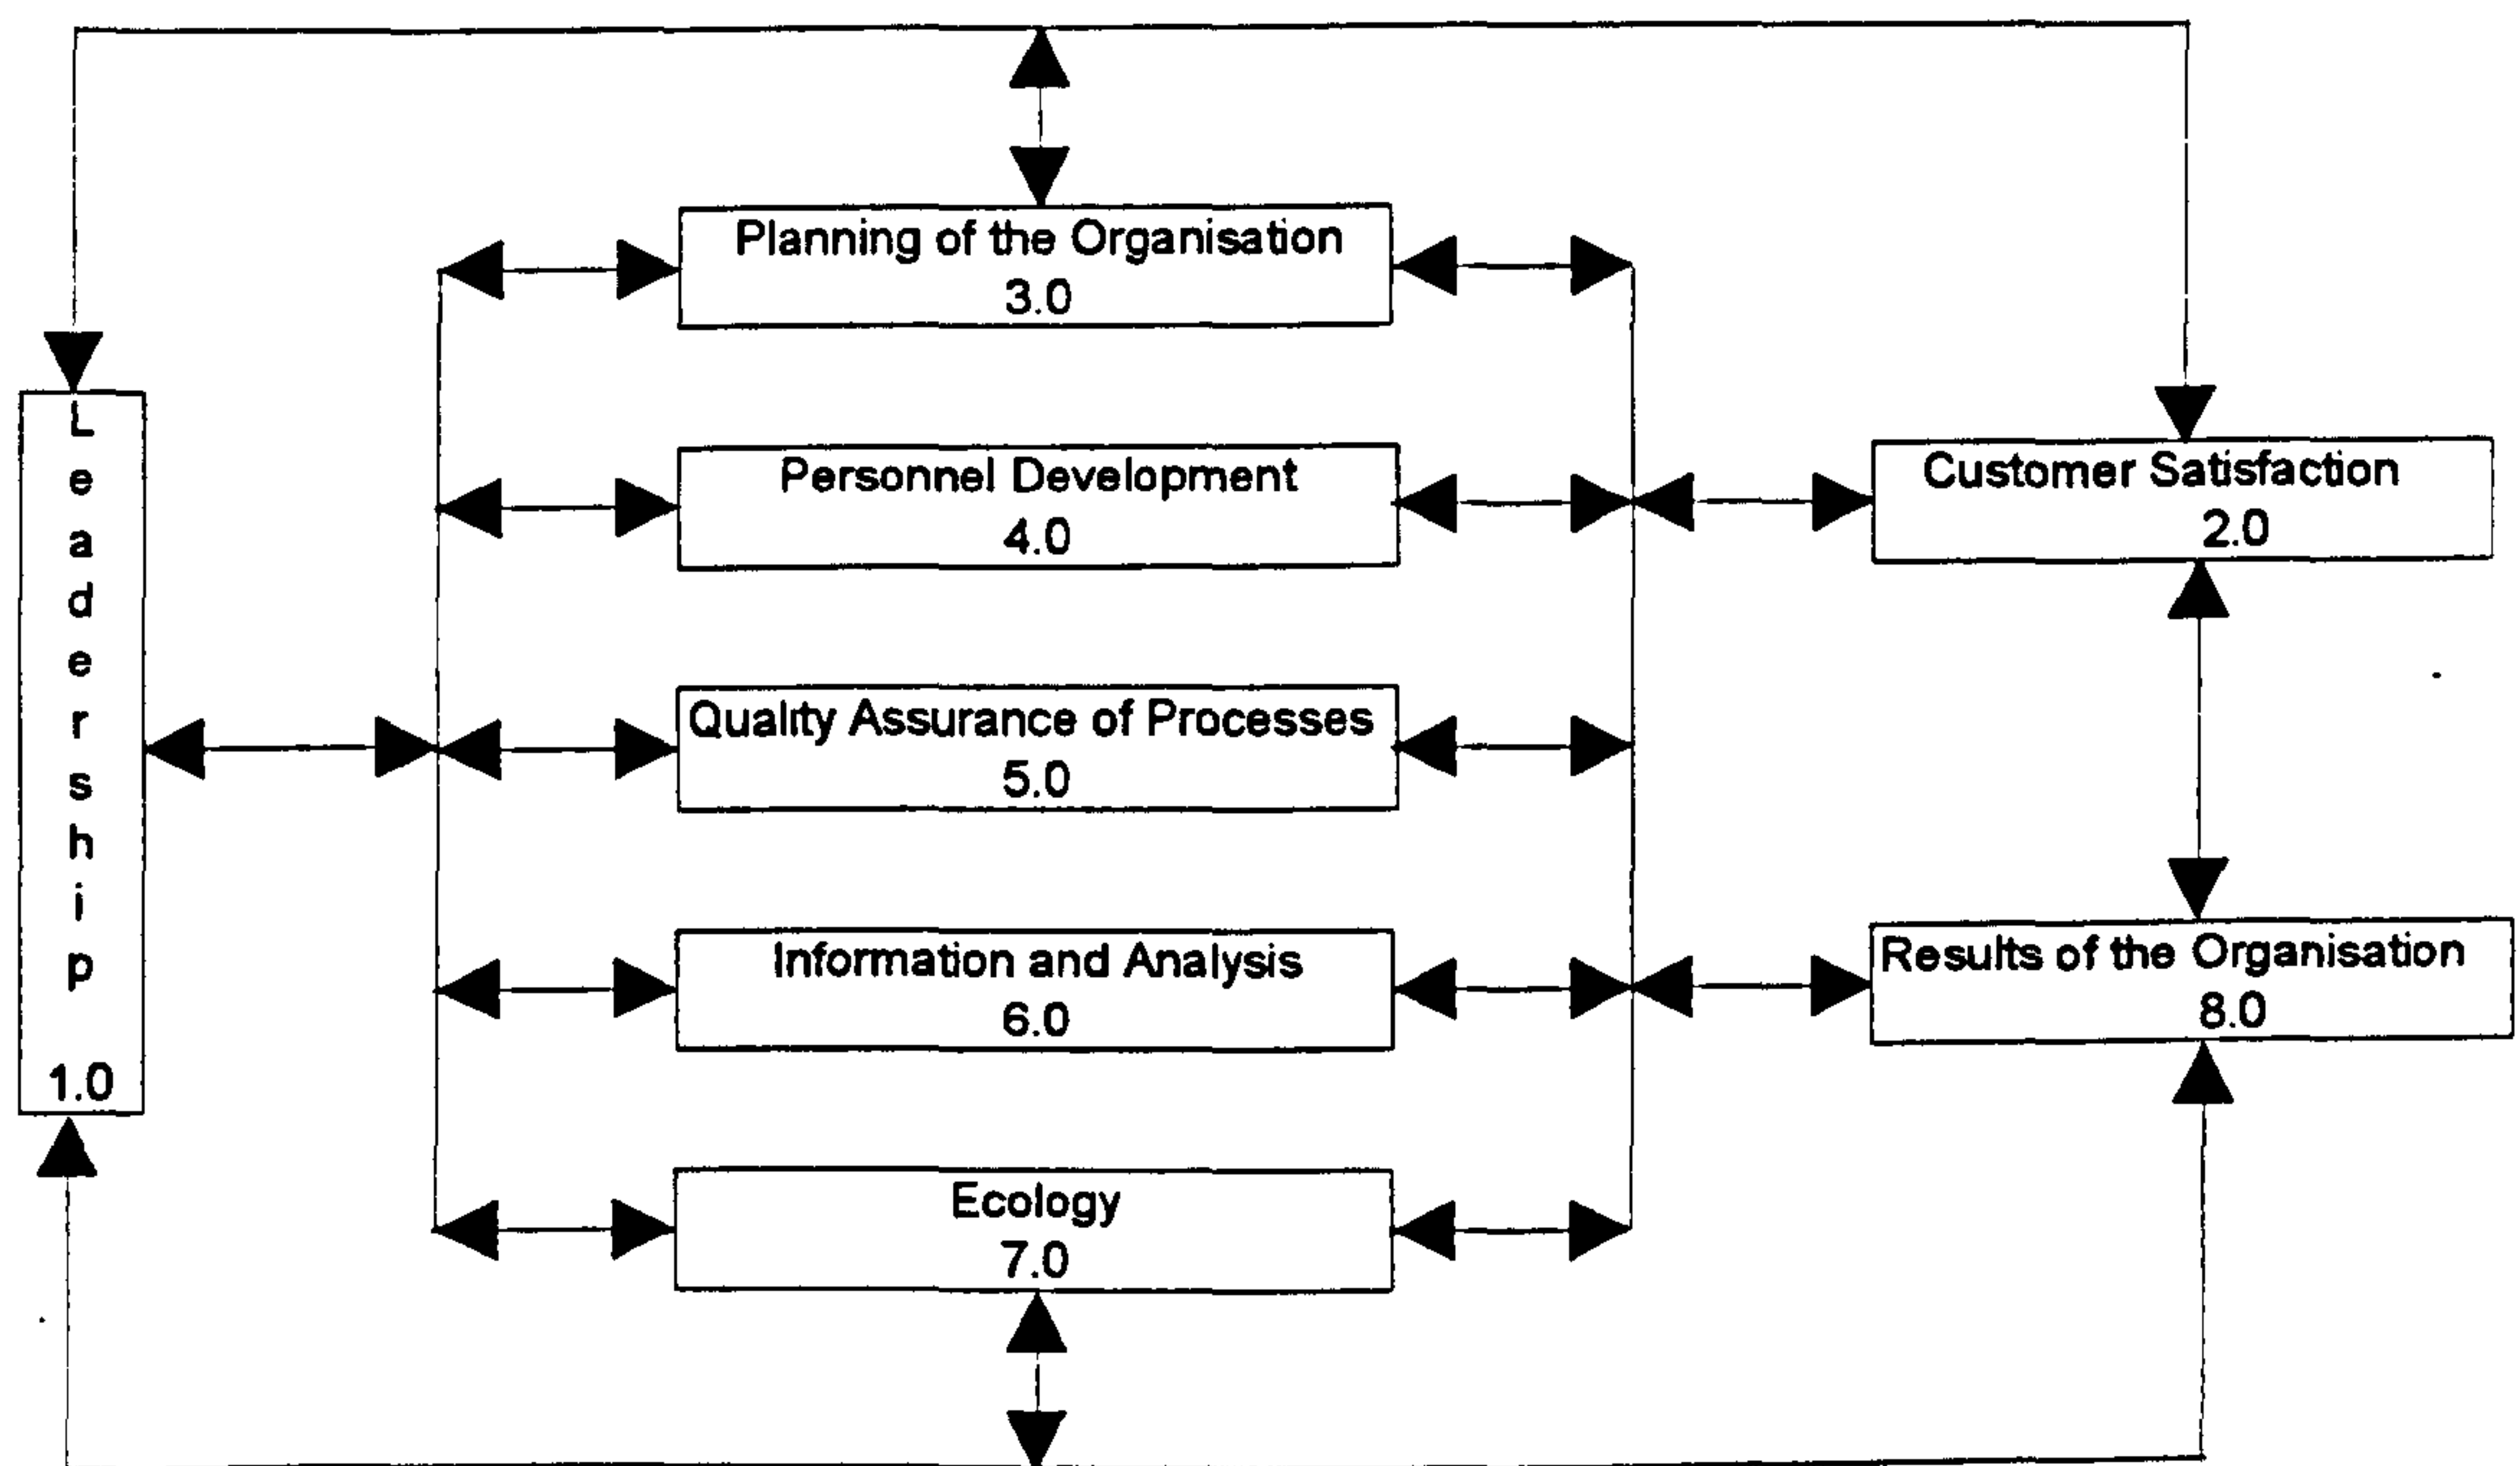 Leadership
1.0
Planning of the Organisation
3.0
Personnel Development
4.0
Quality Assurance of Processes
5.0
Information and Analysis
6.0
Ecology
7.0
Customer Satisfaction
2.0
Results of the Organisation
8.0